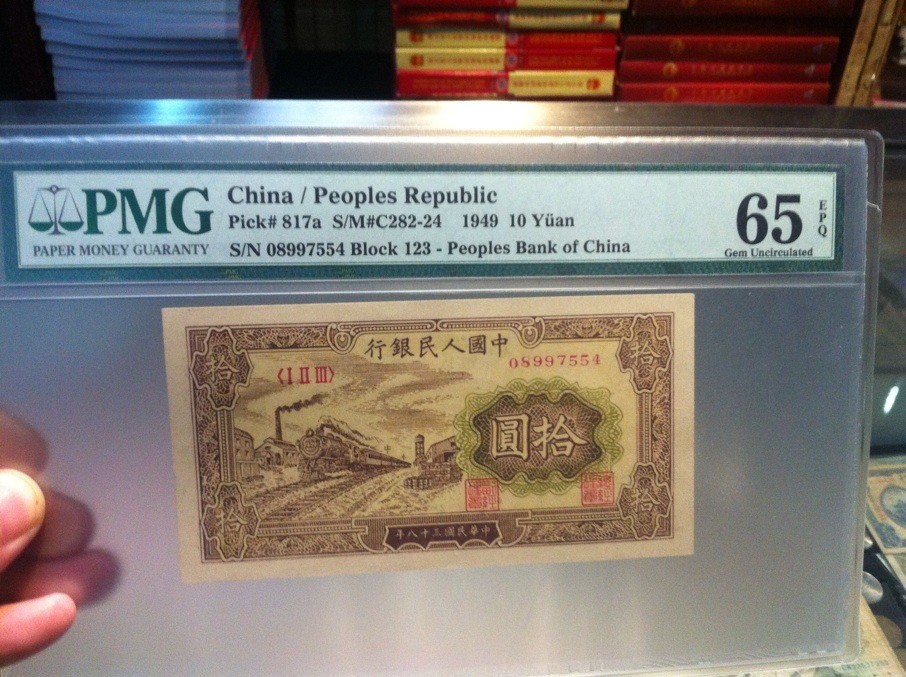 PMG
PAPER MONEY GUARANTY
China / Peoples Republic
Pick# 817a S/M#C282-24 1949 10 Yüan
S/N 08997554 Block 123 - Peoples Bank of China
65
EPQ
Gem Uncirculated
行銀民人國中
08997554
〈I II III〉
拾
拾
圓拾
拾
拾
年八十三國民華中